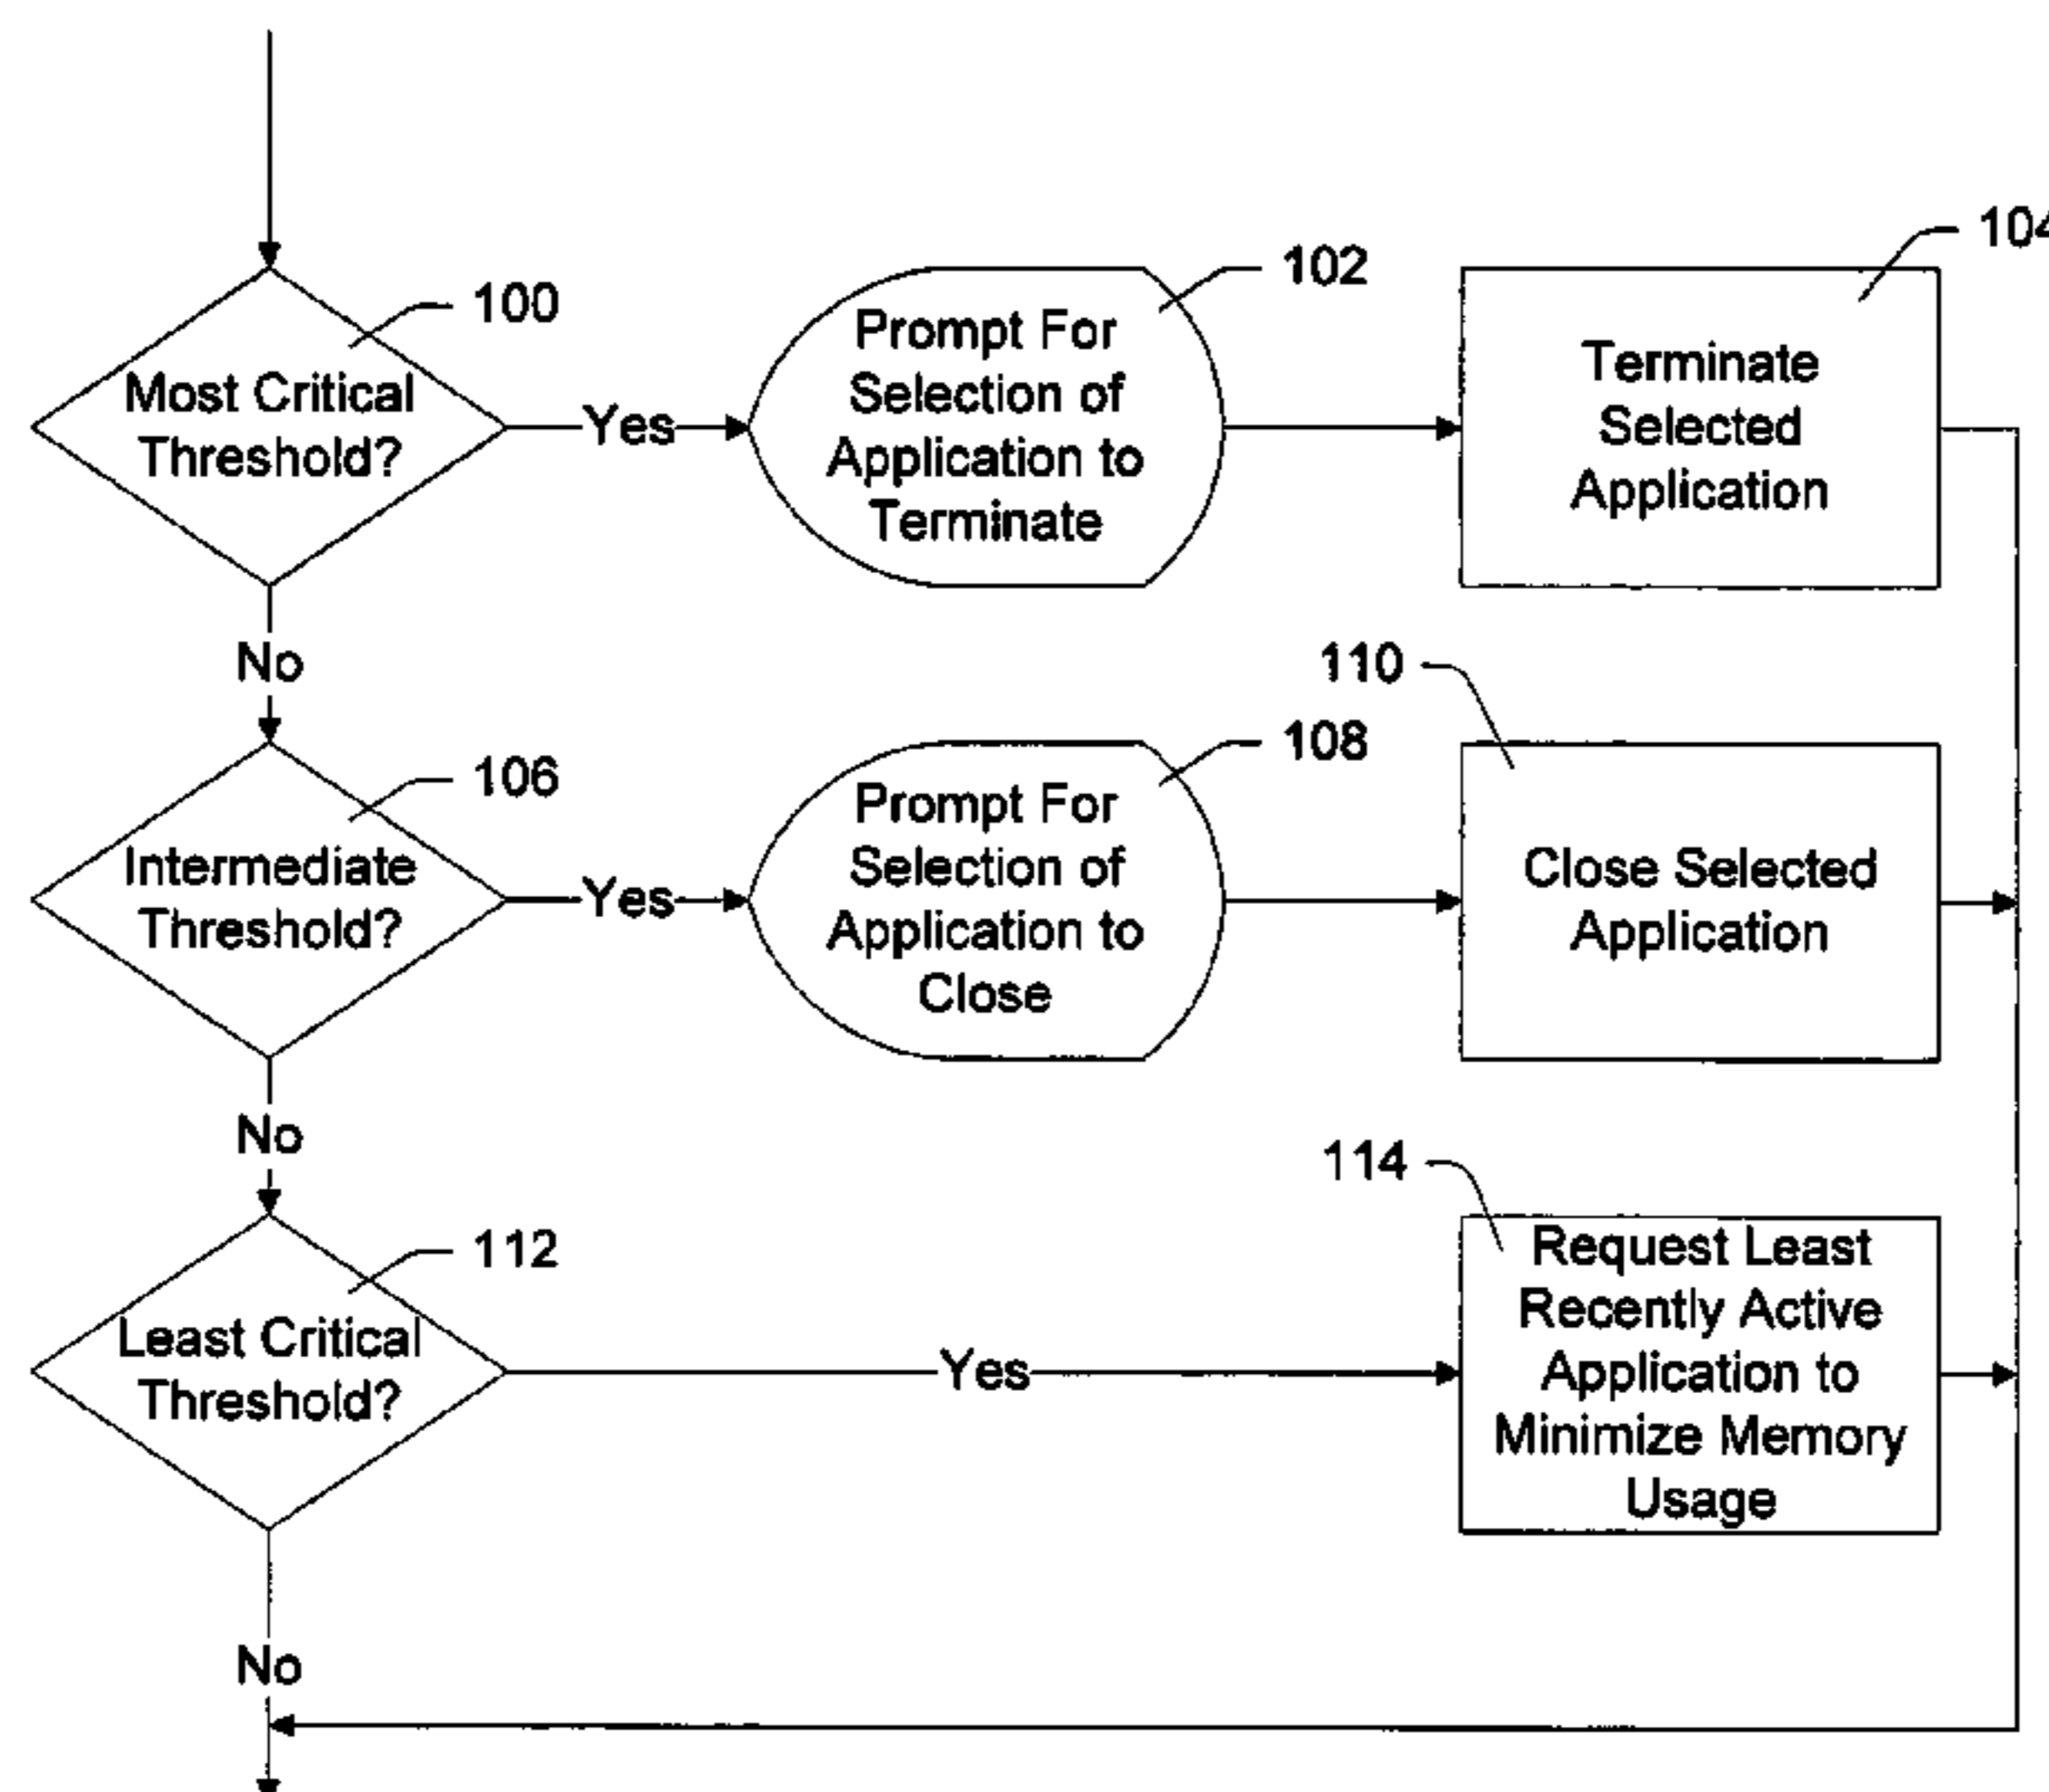 104
102
100
Most Critical
Threshold?
Yes
Prompt For
Selection of
Application to
Terminate
Terminate
Selected
Application
No
110
108
106
Intermediate
Threshold?
Yes
Prompt For
Selection of
Application to
Close
Close Selected
Application
No
114
112
Least Critical
Threshold?
Yes
Request Least
Recently Active
Application to
Minimize Memory
Usage
No